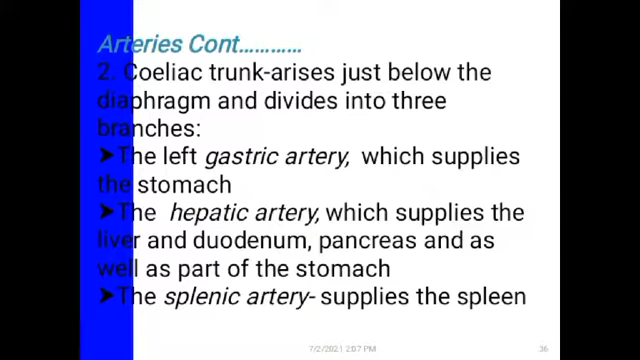 Arteries Cont…………
2. Coeliac trunk-arises just below the
diaphragm and divides into three
branches:
➤The left gastric artery, which supplies
the stomach
➤The hepatic artery, which supplies the
liver and duodenum, pancreas and as
well as part of the stomach
➤The splenic artery- supplies the spleen
7/2/2021 2:07 PM
36